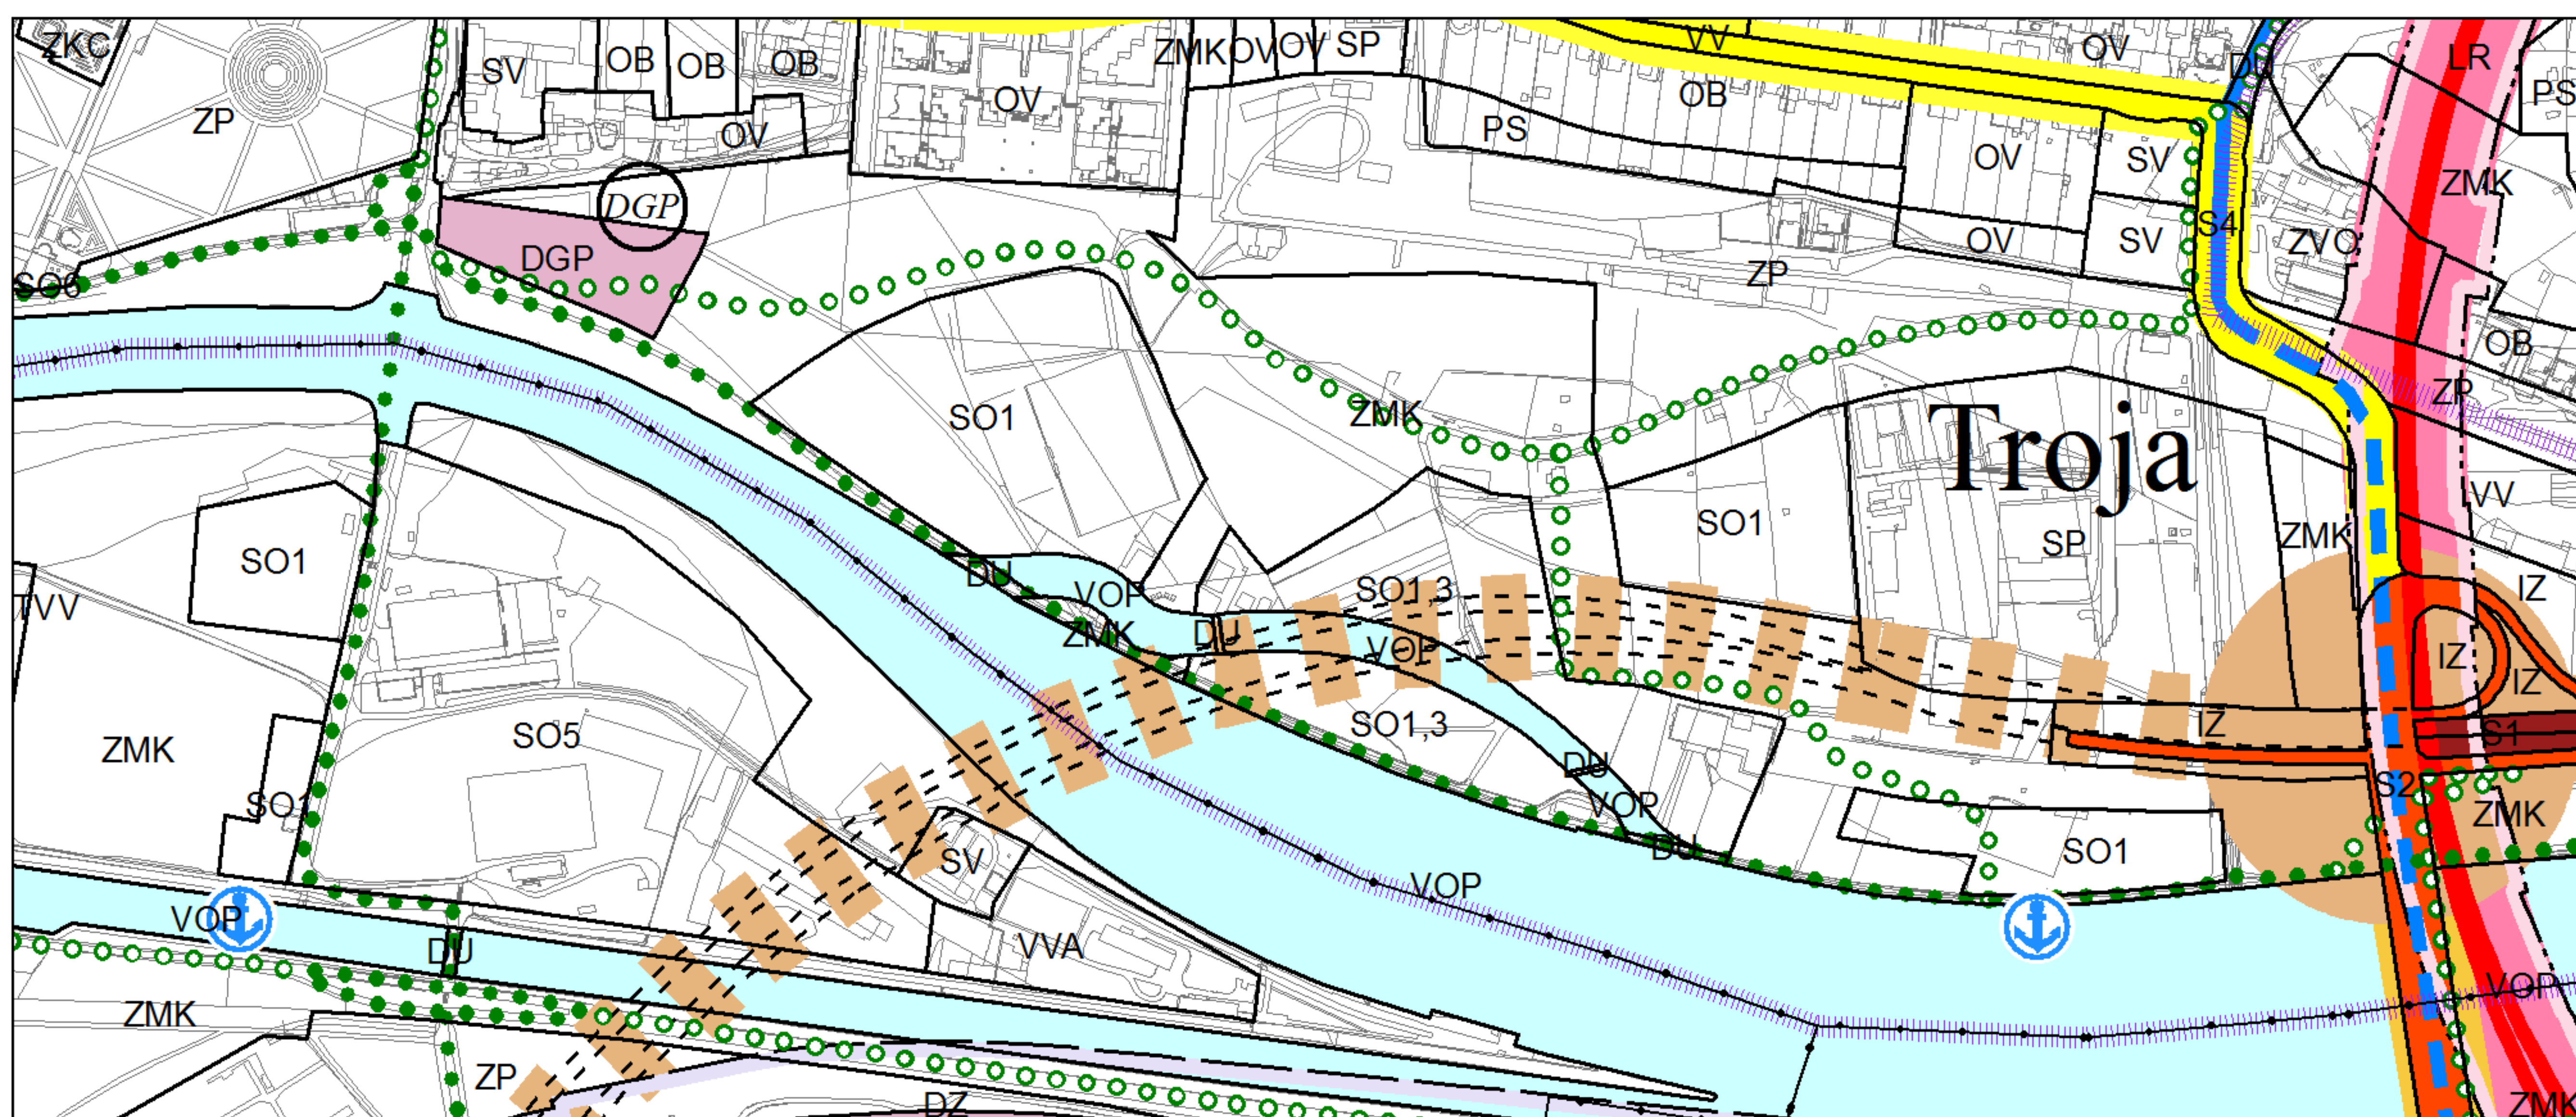 ZKC
SV
OB
OB
OB
ZMK
OV
OV
SP
VV
OV
DU
LR
PS
ZP
OV
OV
OB
PS
OV
SV
ZMK
DGP
DGP
S4
OV
SV
ZVO
ZP
SO6
OB
ZP
SO1
ZMK
Troja
VV
SO1
SP
ZMK
SO1
DU
VOP
SO1,3
IZ
TVV
ZMK
DU
VOP
IZ
IZ
SO1,3
IZ
S1
ZMK
SO5
DU
S2
SO1
VOP
ZMK
DU
SO1
SV
VOP
VOP
DU
VVA
VOP
ZMK
ZP
DZ
ZMK